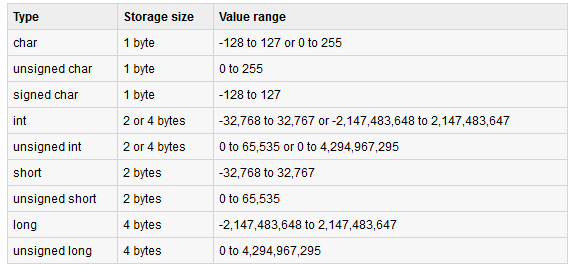 Type Storage size Value range
char 1 byte -128 to 127 or 0 to 255
unsigned char 1 byte 0 to 255
signed char 1 byte -128 to 127
int 2 or 4 bytes -32,768 to 32,767 or -2,147,483,648 to 2,147,483,647
unsigned int 2 or 4 bytes 0 to 65,535 or 0 to 4,294,967,295
short 2 bytes -32,768 to 32,767
unsigned short 2 bytes 0 to 65,535
long 4 bytes -2,147,483,648 to 2,147,483,647
unsigned long 4 bytes 0 to 4,294,967,295